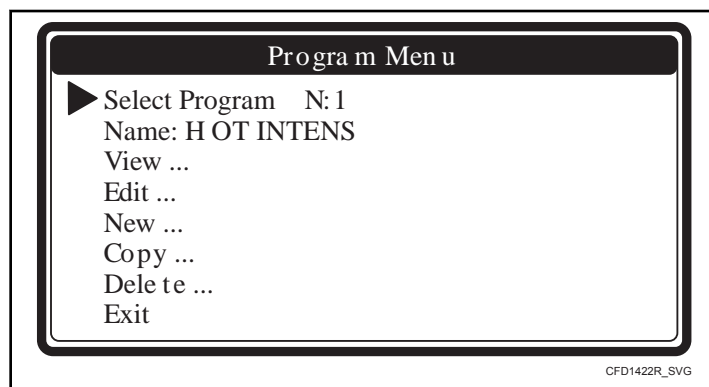 Program Menu
Select Program N:1
Name: HOT INTENS
View ...
Edit ...
New ...
Copy ...
Delete ...
Exit
CFD1422R_SVG